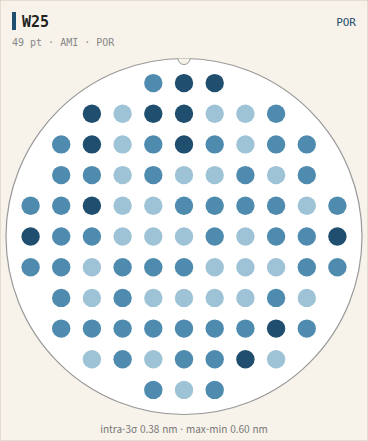 W25
POR
49 pt · AMI · POR
intra-3σ 0.38 nm · max-min 0.60 nm